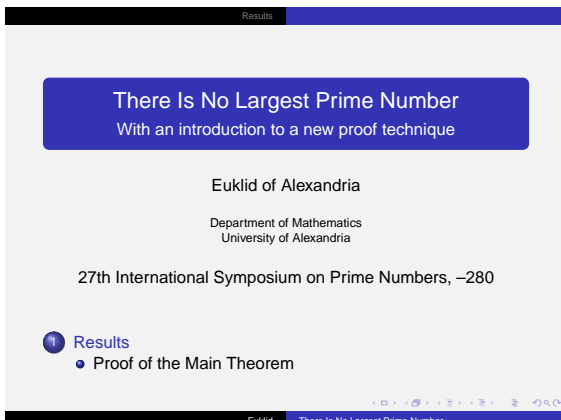 Results
There Is No Largest Prime Number
With an introduction to a new proof technique
Euklid of Alexandria
Department of Mathematics
University of Alexandria
27th International Symposium on Prime Numbers, –280
1 Results
Proof of the Main Theorem
Euklid There Is No Largest Prime Number